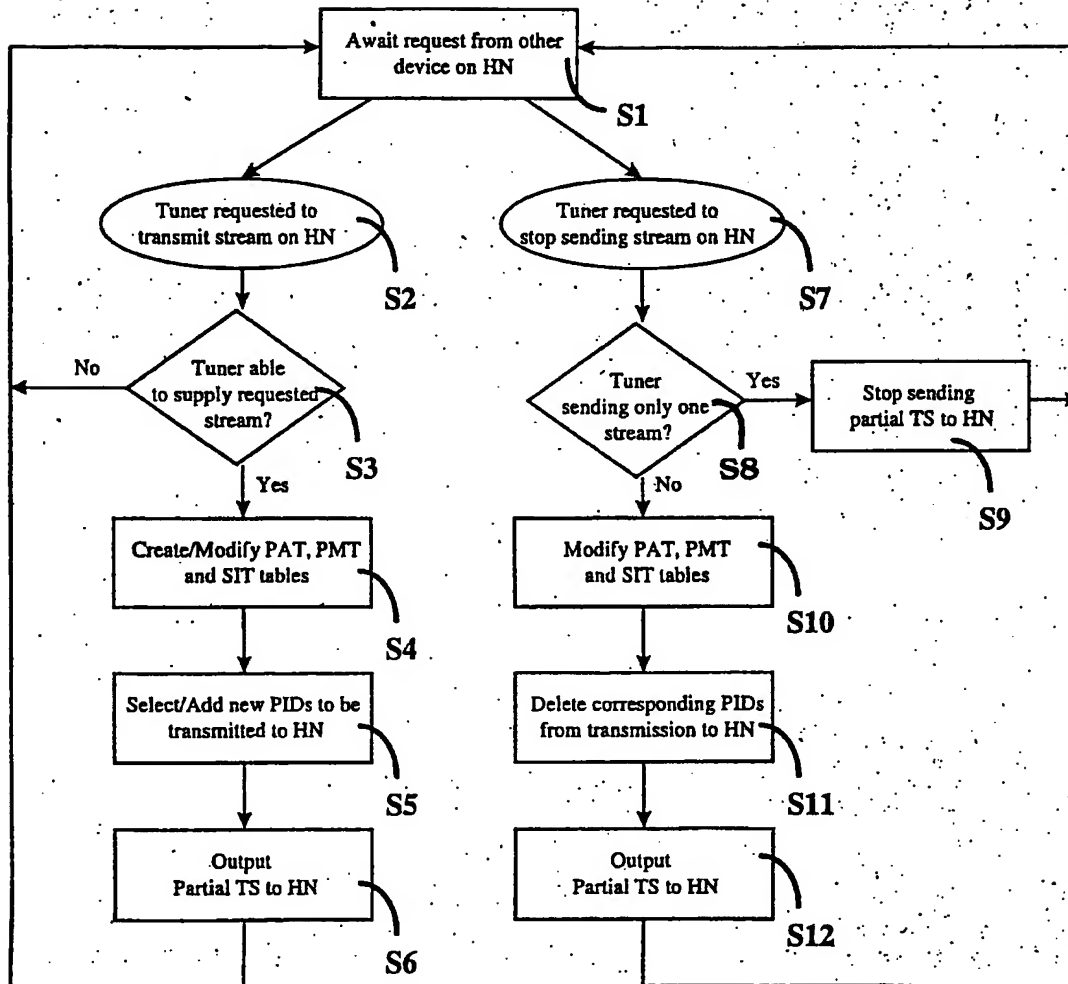 Await request from other
device on HN
S1
Tuner requested to
transmit stream on HN
S2
Tuner able
to supply requested
stream?
S3
No
Yes
Create/Modify PAT, PMT
and SIT tables
S4
Select/Add new PIDs to be
transmitted to HN
S5
Output
Partial TS to HN
S6
Tuner requested to
stop sending stream on HN
S7
Tuner
sending only one
stream?
S8
Yes
No
Stop sending
partial TS to HN
S9
Modify PAT, PMT
and SIT tables
S10
Delete corresponding PIDs
from transmission to HN
S11
Output
Partial TS to HN
S12